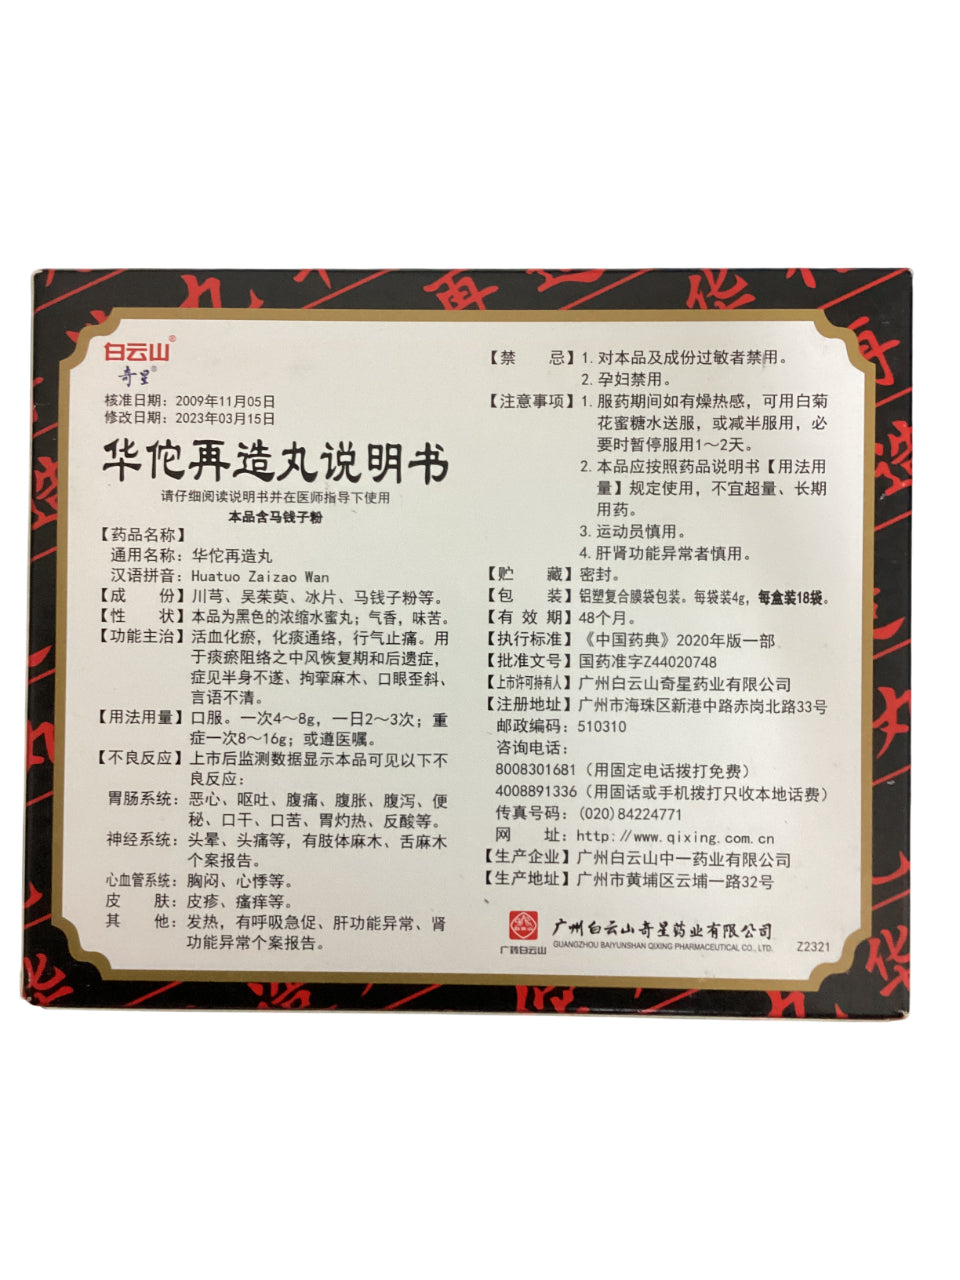 白云山®
奇星®
核准日期：2009年11月05日
修改日期：2023年03月15日
华佗再造丸说明书
请仔细阅读说明书并在医师指导下使用
本品含马钱子粉
【药品名称】
通用名称：华佗再造丸
汉语拼音：Huatuo Zaizao Wan
【成　　份】川芎、吴茱萸、冰片、马钱子粉等。
【性　　状】本品为黑色的浓缩水蜜丸；气香，味苦。
【功能主治】活血化瘀，化痰通络，行气止痛。用
于痰瘀阻络之中风恢复期和后遗症，
症见半身不遂、拘挛麻木、口眼歪斜、
言语不清。
【用法用量】口服。一次4～8g，一日2～3次；重
症一次8～16g；或遵医嘱。
【不良反应】上市后监测数据显示本品可见以下不
良反应：
胃肠系统：恶心、呕吐、腹痛、腹胀、腹泻、便
秘、口干、口苦、胃灼热、反酸等。
神经系统：头晕、头痛等，有肢体麻木、舌麻木
个案报告。
心血管系统：胸闷、心悸等。
皮　　肤：皮疹、瘙痒等。
其　　他：发热，有呼吸急促、肝功能异常、肾
功能异常个案报告。
【禁　　忌】1.对本品及成份过敏者禁用。
2.孕妇禁用。
【注意事项】1.服药期间如有燥热感，可用白菊
花蜜糖水送服，或减半服用，必
要时暂停服用1～2天。
2.本品应按照药品说明书【用法用
量】规定使用，不宜超量、长期
用药。
3.运动员慎用。
4.肝肾功能异常者慎用。
【贮　　藏】密封。
【包　　装】铝塑复合膜袋包装。每袋装4g，每盒装18袋。
【有 效 期】48个月。
【执行标准】《中国药典》2020年版一部
【批准文号】国药准字Z44020748
【上市许可持有人】广州白云山奇星药业有限公司
【注册地址】广州市海珠区新港中路赤岗北路33号
邮政编码：510310
咨询电话：
8008301681（用固定电话拨打免费）
4008891336（用固话或手机拨打只收本地话费）
传真号码：(020)84224771
网　　址：http://www.qixing.com.cn
【生产企业】广州白云山中一药业有限公司
【生产地址】广州市黄埔区云埔一路32号
广药白云山
广州白云山奇星药业有限公司
GUANGZHOU BAIYUNSHAN QIXING PHARMACEUTICAL CO., LTD.
Z2321